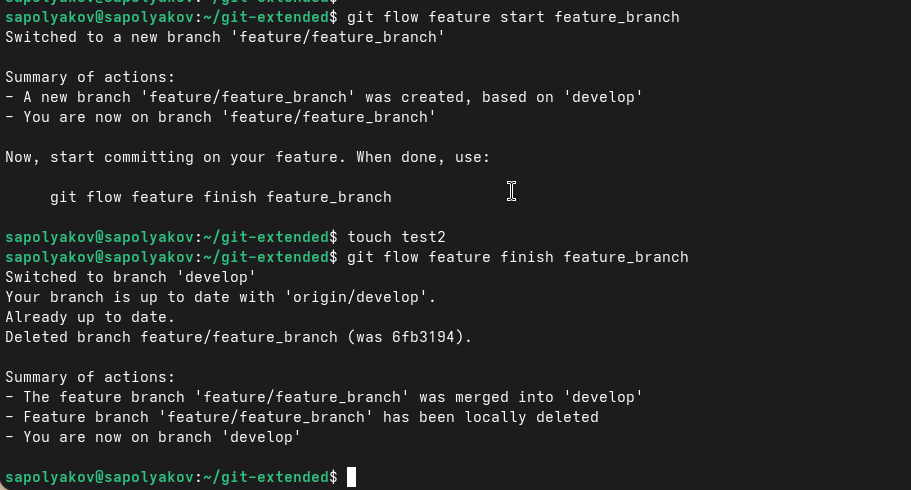 sapolyakov@sapolyakov:~/git-extended$ git flow feature start feature_branch
Switched to a new branch 'feature/feature_branch'
Summary of actions:
- A new branch 'feature/feature_branch' was created, based on 'develop'
- You are now on branch 'feature/feature_branch'
Now, start committing on your feature. When done, use:
git flow feature finish feature_branch
sapolyakov@sapolyakov:~/git-extended$ touch test2
sapolyakov@sapolyakov:~/git-extended$ git flow feature finish feature_branch
Switched to branch 'develop'
Your branch is up to date with 'origin/develop'.
Already up to date.
Deleted branch feature/feature_branch (was 6fb3194).
Summary of actions:
- The feature branch 'feature/feature_branch' was merged into 'develop'
- Feature branch 'feature/feature_branch' has been locally deleted
- You are now on branch 'develop'
sapolyakov@sapolyakov:~/git-extended$